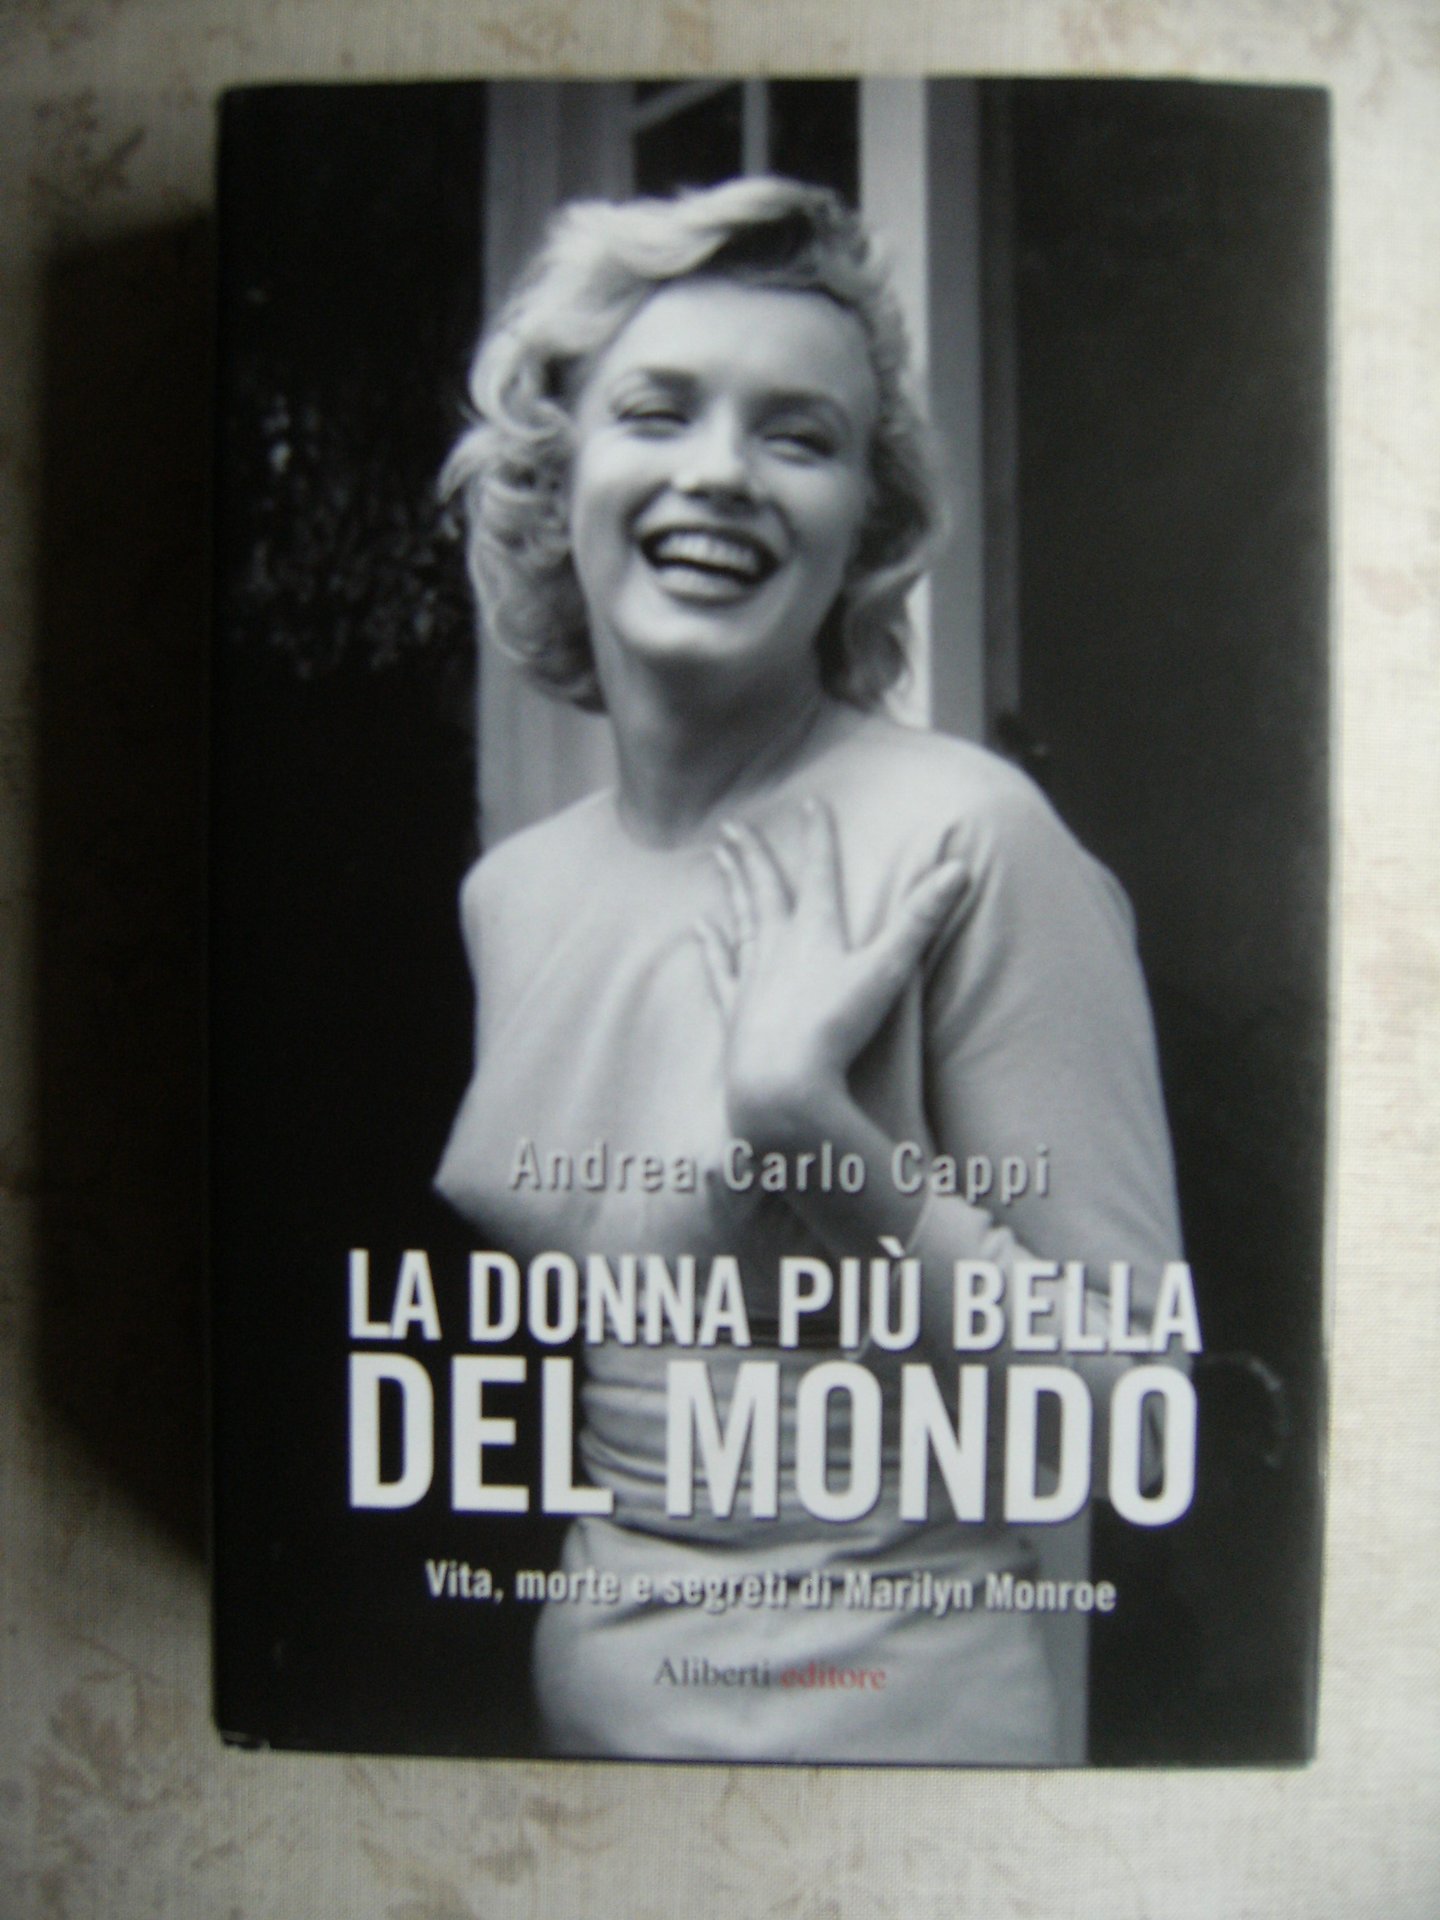 Andrea Carlo Cappi
LA DONNA PIÙ BELLA
DEL MONDO
Vita, morte e segreti di Marilyn Monroe
Aliberti editore